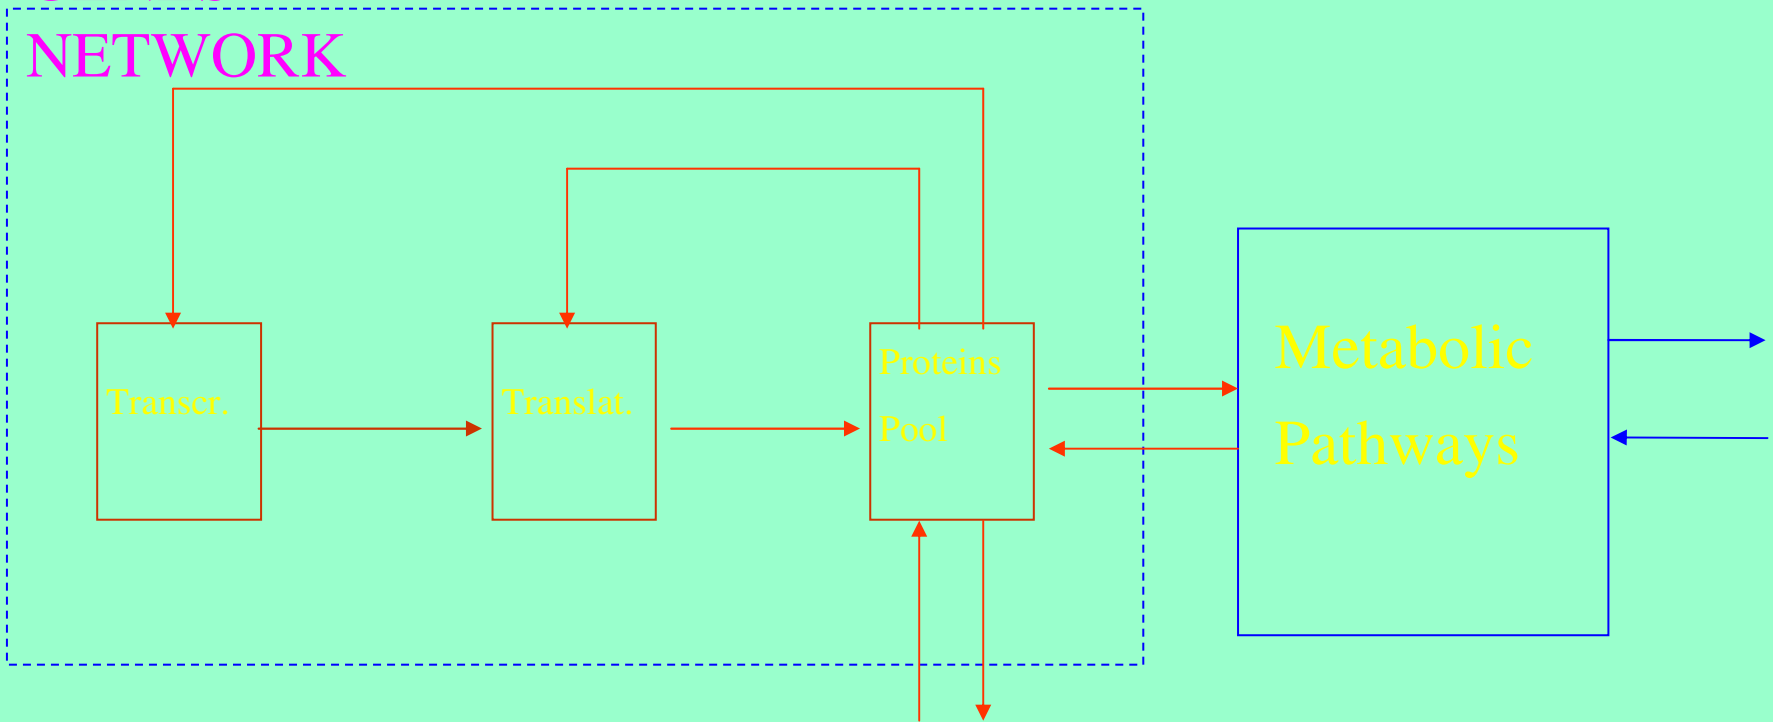 NETWORK
Transcr.
Translat.
Proteins
Pool
Metabolic
Pathways